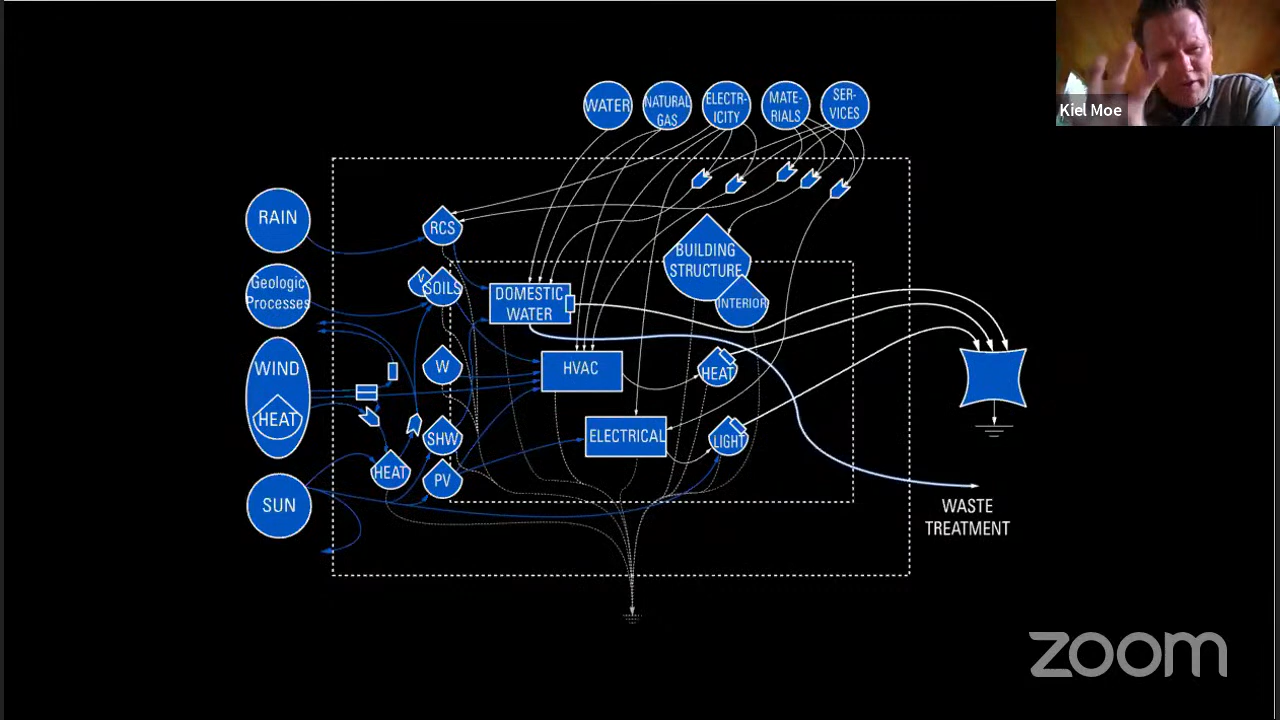 Kiel Moe
WATER
NATURAL
GAS
ELECTR-
ICITY
MATE-
RIALS
SER-
VICES
RAIN
RCS
BUILDING
STRUCTURE
INTERIOR
Geologic
Processes
V
SOILS
DOMESTIC
WATER
WIND
HEAT
W
HVAC
HEAT
SHW
ELECTRICAL
LIGHT
HEAT
PV
SUN
WASTE
TREATMENT
zoom